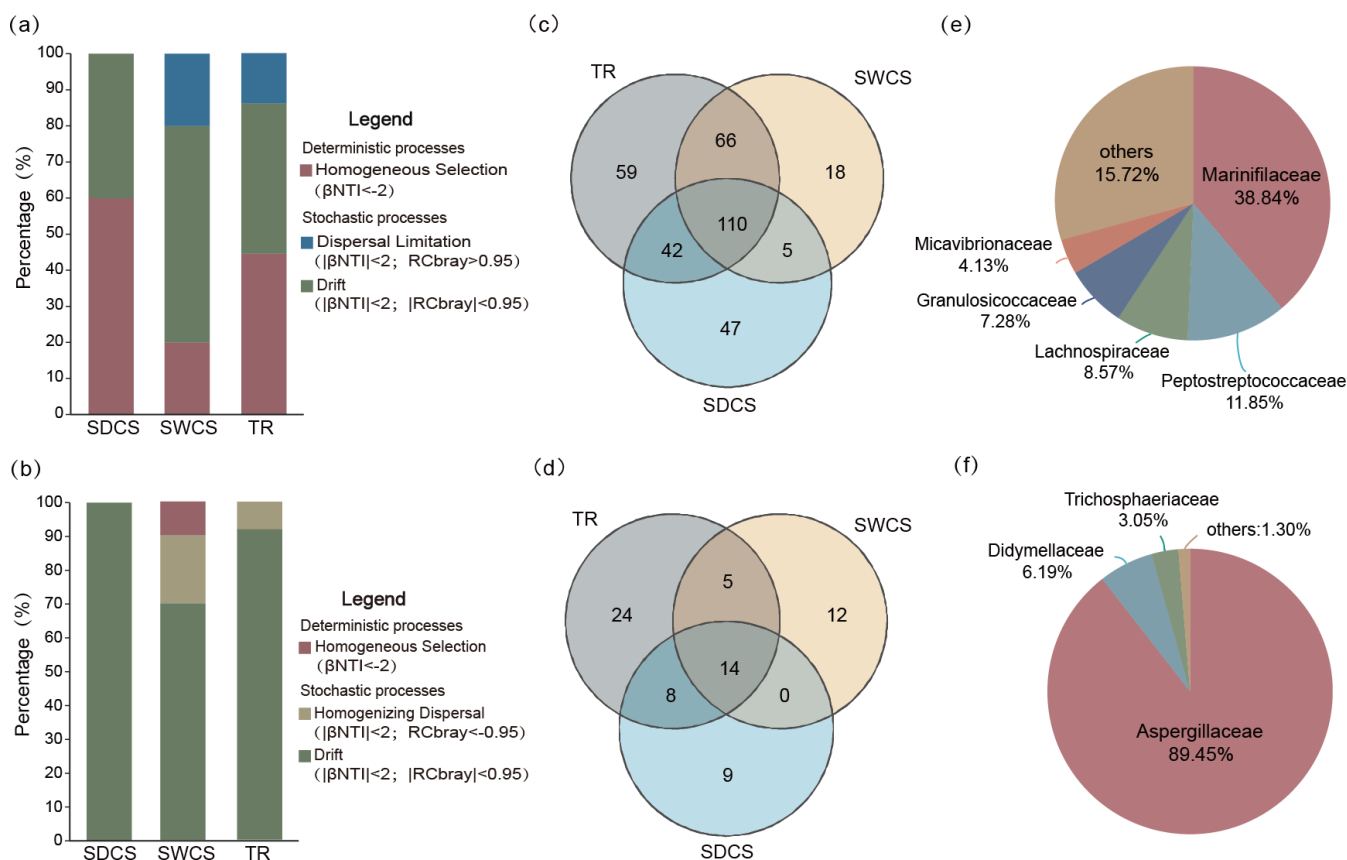 (a)
Percentage (%)
100
90
80
70
60
50
40
30
20
10
0
SDCS
SWCS
TR
Legend
Deterministic processes
Homogeneous Selection
(βNTI<-2)
Stochastic processes
Dispersal Limitation
(|βNTI|<2; RCbray>0.95)
Drift
(|βNTI|<2; |RCbray|<0.95)
(c)
TR
SWCS
66
59
18
110
42
5
47
SDCS
(e)
others
15.72%
Marinifilaceae
38.84%
Micavibrionaceae
4.13%
Granulosicoccaceae
7.28%
Lachnospiraceae
8.57%
Peptostreptococcaceae
11.85%
(b)
Percentage (%)
100
90
80
70
60
50
40
30
20
10
0
SDCS
SWCS
TR
Legend
Deterministic processes
Homogeneous Selection
(βNTI<-2)
Stochastic processes
Homogenizing Dispersal
(|βNTI|<2; RCbray<-0.95)
Drift
(|βNTI|<2; |RCbray|<0.95)
(d)
TR
SWCS
5
24
12
14
8
0
9
SDCS
(f)
Trichosphaeriaceae
3.05%
others:1.30%
Didymellaceae
6.19%
Aspergillaceae
89.45%